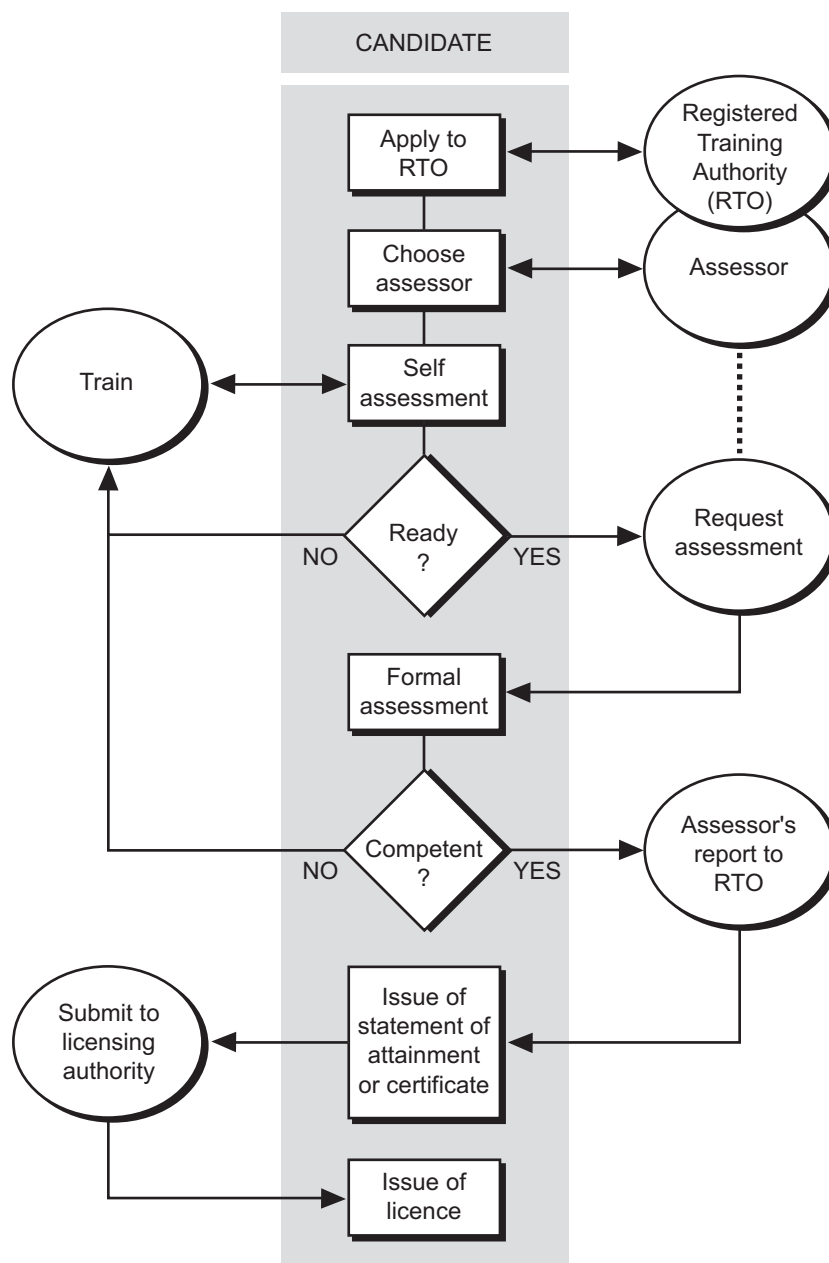 CANDIDATE
Apply to
RTO
Registered
Training
Authority
(RTO)
Choose
assessor
Assessor
Train
Self
assessment
Ready
?
NO
YES
Request
assessment
Formal
assessment
Competent
?
NO
YES
Assessor's
report to
RTO
Submit to
licensing
authority
Issue of
statement of
attainment
or certificate
Issue of
licence